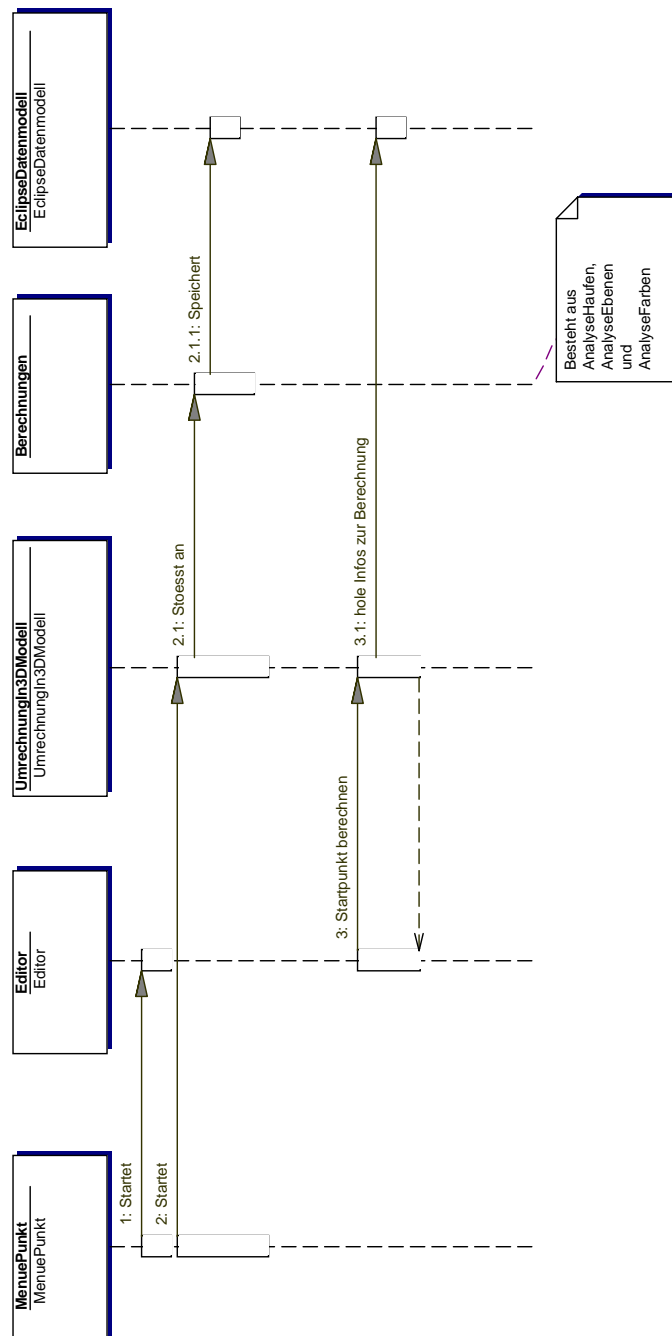 MenuePunkt
MenuePunkt
Editor
Editor
UmrechnungIn3DModell
UmrechnungIn3DModell
Berechnungen
EclipseDatenmodell
EclipseDatenmodell
1: Startet
2: Startet
2.1: Stoesst an
2.1.1: Speichert
3: Startpunkt berechnen
3.1: hole Infos zur Berechnung
Besteht aus
AnalyseHaufen,
AnalyseEbenen
und
AnalyseFarben